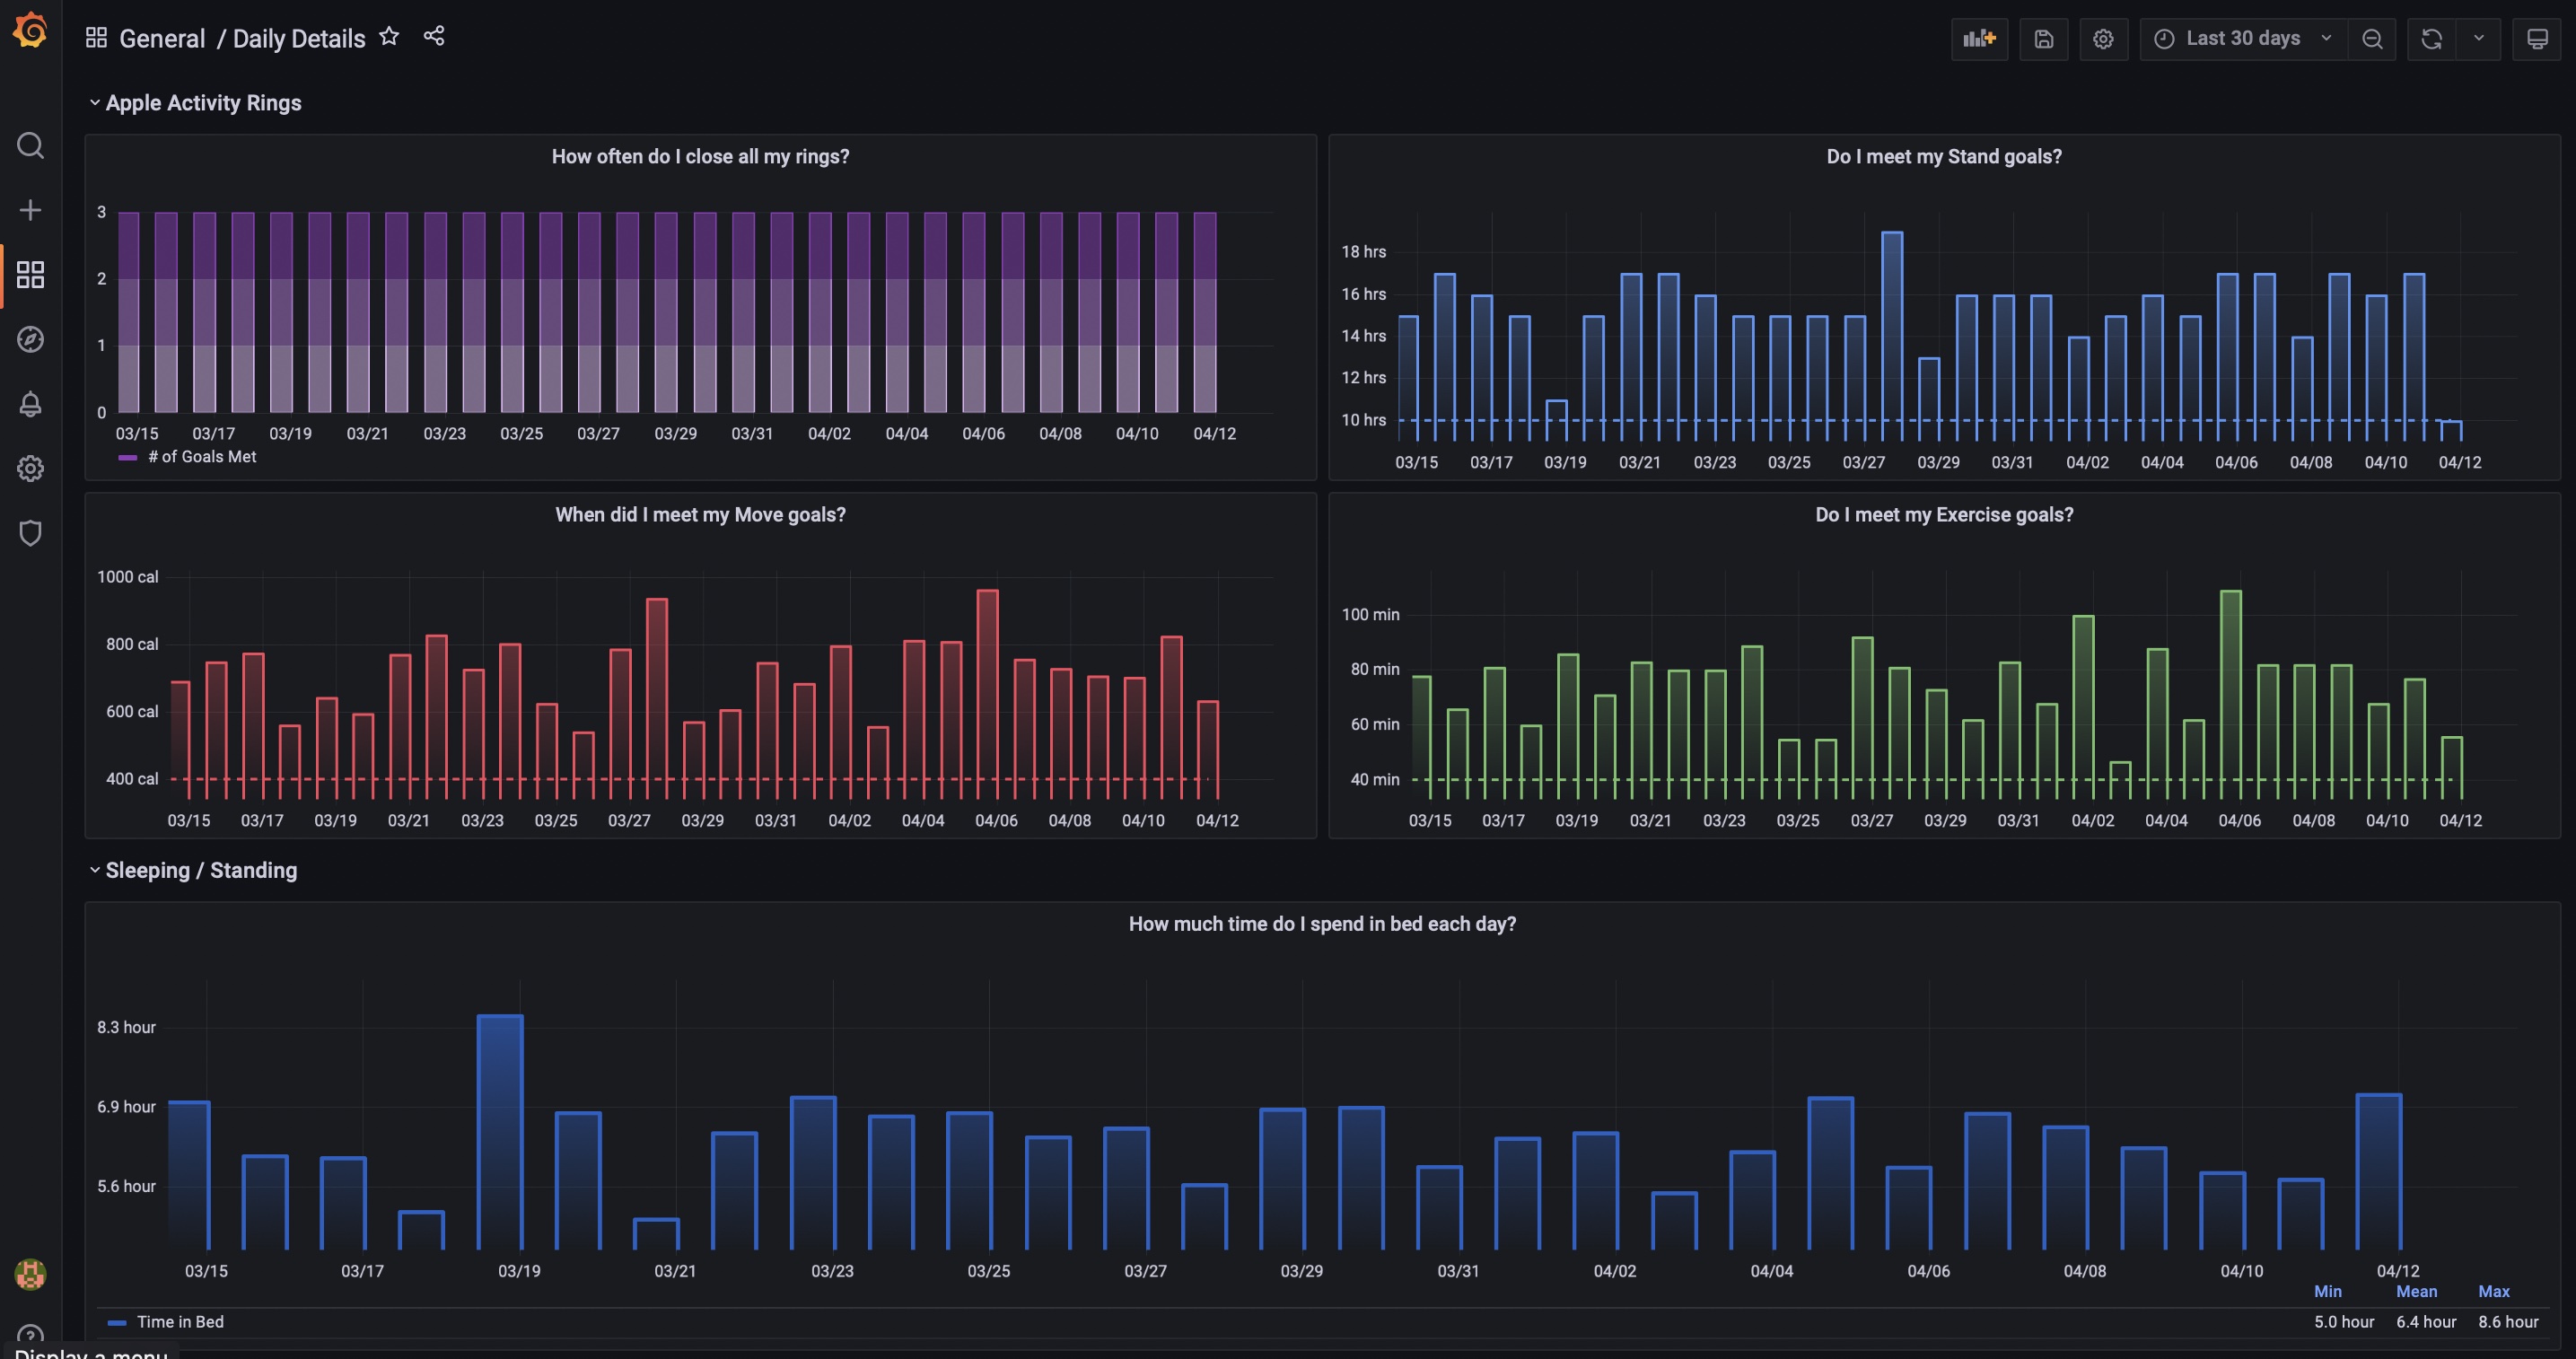 General / Daily Details
Last 30 days
Apple Activity Rings
How often do I close all my rings?
3
2
1
0
03/15 03/17 03/19 03/21 03/23 03/25 03/27 03/29 03/31 04/02 04/04 04/06 04/08 04/10 04/12
# of Goals Met
Do I meet my Stand goals?
18 hrs
16 hrs
14 hrs
12 hrs
10 hrs
03/15 03/17 03/19 03/21 03/23 03/25 03/27 03/29 03/31 04/02 04/04 04/06 04/08 04/10 04/12
When did I meet my Move goals?
1000 cal
800 cal
600 cal
400 cal
03/15 03/17 03/19 03/21 03/23 03/25 03/27 03/29 03/31 04/02 04/04 04/06 04/08 04/10 04/12
Do I meet my Exercise goals?
100 min
80 min
60 min
40 min
03/15 03/17 03/19 03/21 03/23 03/25 03/27 03/29 03/31 04/02 04/04 04/06 04/08 04/10 04/12
Sleeping / Standing
How much time do I spend in bed each day?
8.3 hour
6.9 hour
5.6 hour
03/15 03/17 03/19 03/21 03/23 03/25 03/27 03/29 03/31 04/02 04/04 04/06 04/08 04/10 04/12
Min Mean Max
Time in Bed 5.0 hour 6.4 hour 8.6 hour
Display a menu